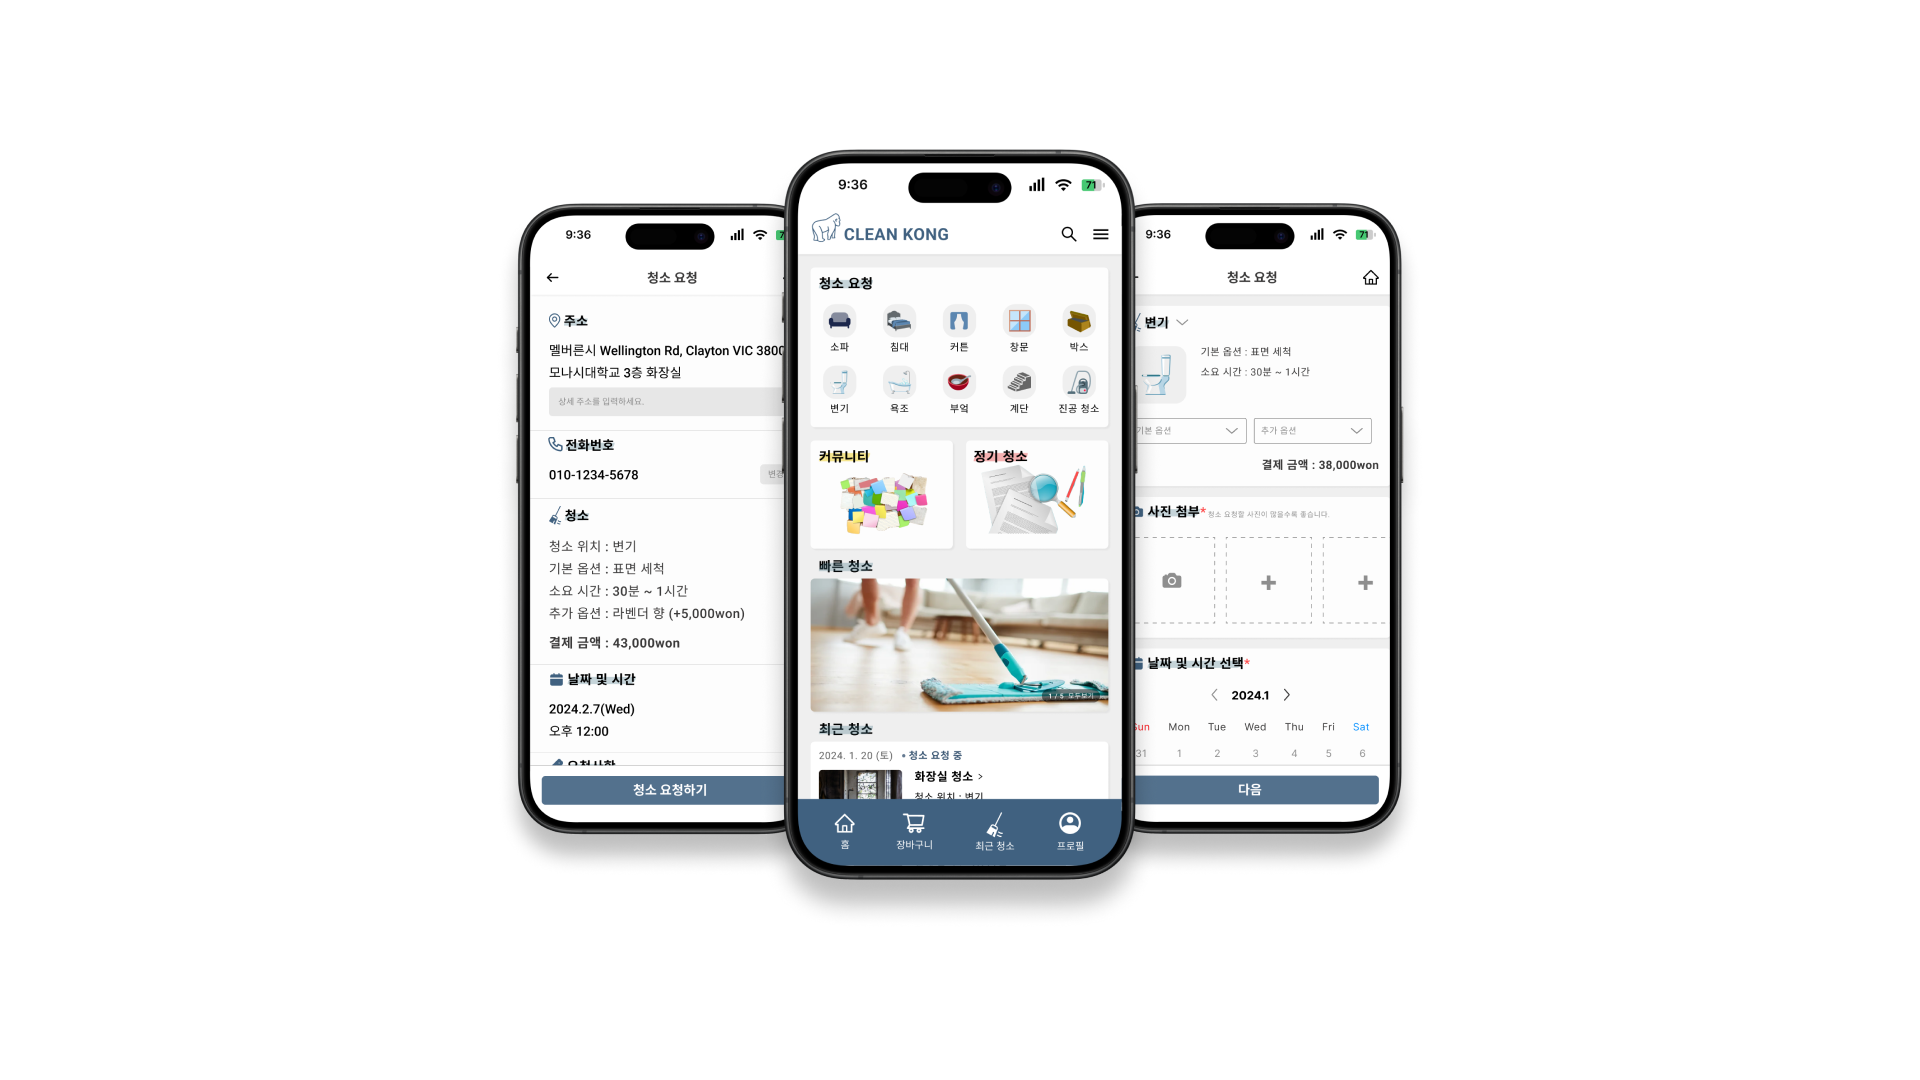 9:36
71
청소 요청
주소
멜버른시 Wellington Rd, Clayton VIC 3800
모나시대학교 3층 화장실
상세 주소를 입력하세요.
전화번호
010-1234-5678
변경
청소
청소 위치 : 변기
기본 옵션 : 표면 세척
소요 시간 : 30분 ~ 1시간
추가 옵션 : 라벤더 향 (+5,000won)
결제 금액 : 43,000won
날짜 및 시간
2024.2.7(Wed)
오후 12:00
요청사항
청소 요청하기
9:36
71
CLEAN KONG
청소 요청
소파 침대 커튼 창문 박스
변기 욕조 부엌 계단 진공 청소
커뮤니티 정기 청소
빠른 청소
1 / 5 모두보기
최근 청소
2024. 1. 20 (토) • 청소 요청 중
화장실 청소 >
청소 위치 : 변기
홈 장바구니 최근 청소 프로필
9:36
71
청소 요청
변기
기본 옵션 : 표면 세척
소요 시간 : 30분 ~ 1시간
기본 옵션 추가 옵션
결제 금액 : 38,000won
사진 첨부* 청소 요청할 사진이 많을수록 좋습니다.
날짜 및 시간 선택*
< 2024.1 >
Sun Mon Tue Wed Thu Fri Sat
31 1 2 3 4 5 6
다음